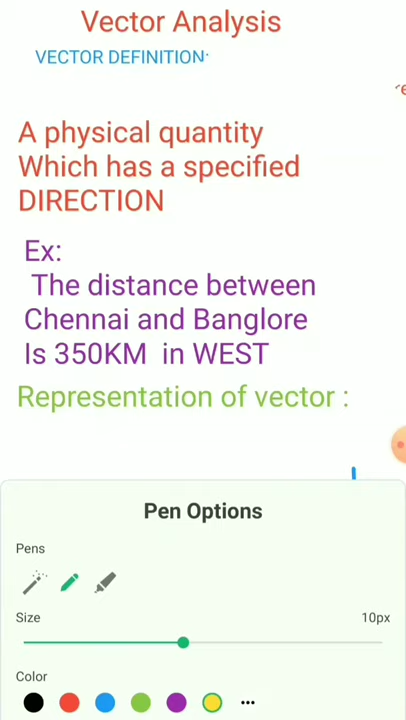 Vector Analysis
VECTOR DEFINITION:
A physical quantity
Which has a specified
DIRECTION
Ex:
The distance between
Chennai and Banglore
Is 350KM in WEST
Representation of vector :
Pen Options
Pens
Size 10px
Color